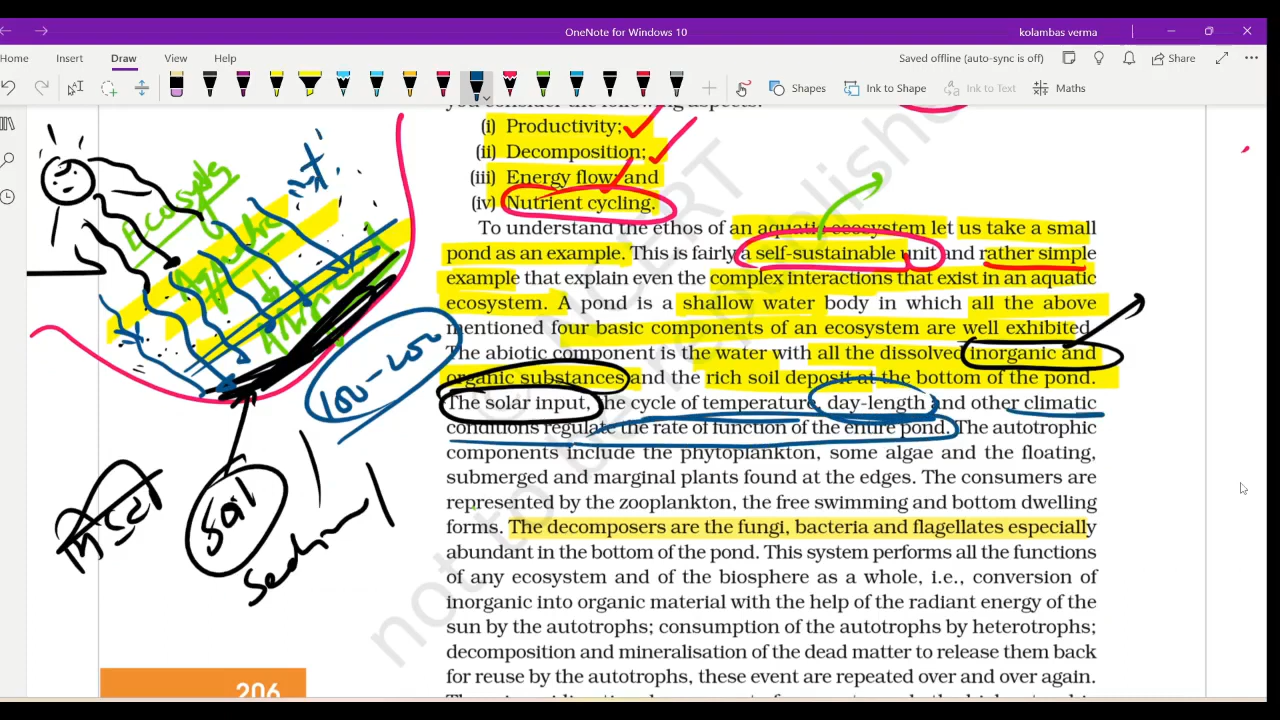 OneNote for Windows 10
kolambas verma
Home Insert Draw View Help
Saved offline (auto-sync is off)
Share
Shapes
Ink to Shape
Ink to Text
Maths
you consider the following aspects:
(i) Productivity;
(ii) Decomposition;
(iii) Energy flow; and
(iv) Nutrient cycling.
To understand the ethos of an aquatic ecosystem let us take a small
pond as an example. This is fairly a self-sustainable unit and rather simple
example that explain even the complex interactions that exist in an aquatic
ecosystem. A pond is a shallow water body in which all the above
mentioned four basic components of an ecosystem are well exhibited.
The abiotic component is the water with all the dissolved inorganic and
organic substances and the rich soil deposit at the bottom of the pond.
The solar input, the cycle of temperature, day-length and other climatic
conditions regulate the rate of function of the entire pond. The autotrophic
components include the phytoplankton, some algae and the floating,
submerged and marginal plants found at the edges. The consumers are
represented by the zooplankton, the free swimming and bottom dwelling
forms. The decomposers are the fungi, bacteria and flagellates especially
abundant in the bottom of the pond. This system performs all the functions
of any ecosystem and of the biosphere as a whole, i.e., conversion of
inorganic into organic material with the help of the radiant energy of the
sun by the autotrophs; consumption of the autotrophs by heterotrophs;
decomposition and mineralisation of the dead matter to release them back
for reuse by the autotrophs, these event are repeated over and over again.
206
100-200
Soil